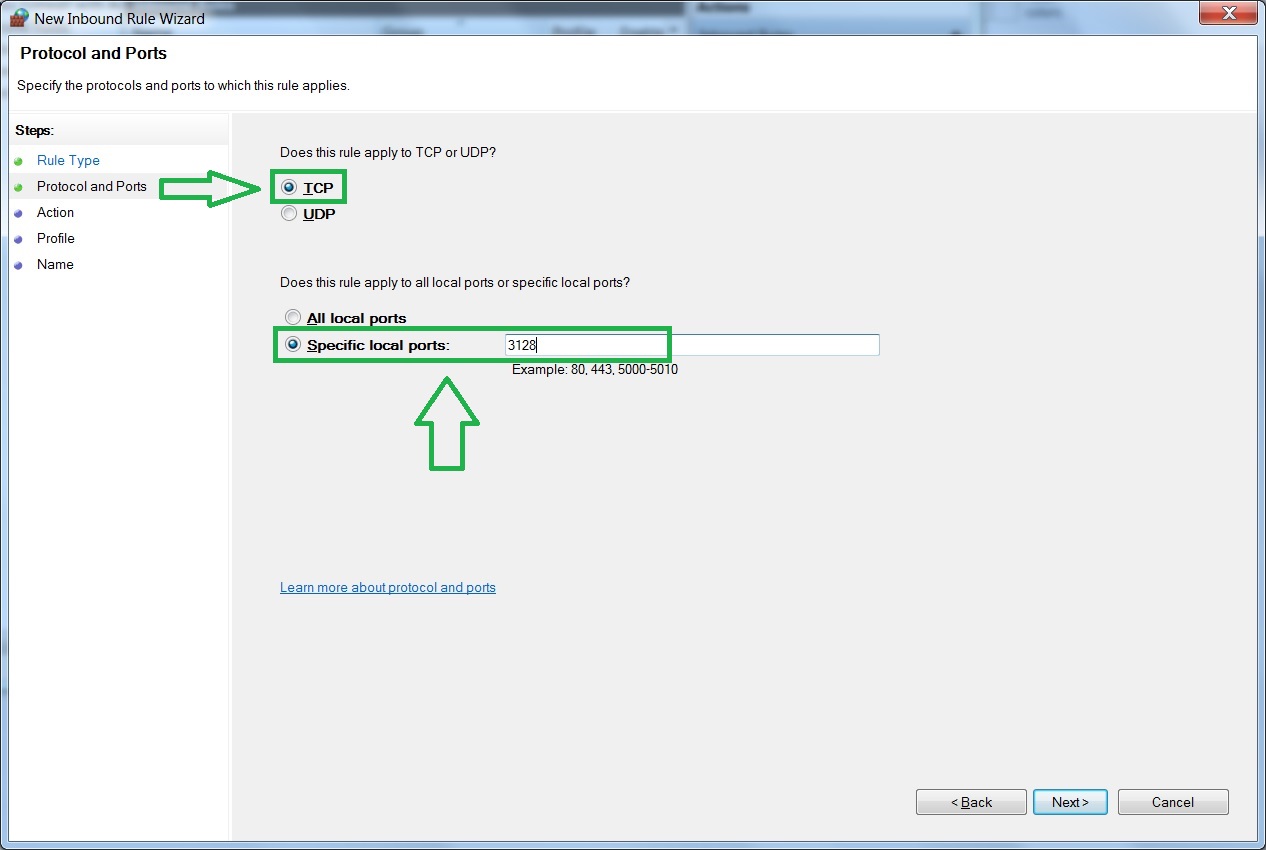 New Inbound Rule Wizard
Actions
Protocol and Ports
Specify the protocols and ports to which this rule applies.
Steps:
Rule Type
Protocol and Ports
Action
Profile
Name
Does this rule apply to TCP or UDP?
TCP
UDP
Does this rule apply to all local ports or specific local ports?
All local ports
Specific local ports: 3128
Example: 80, 443, 5000-5010
Learn more about protocol and ports
< Back Next > Cancel